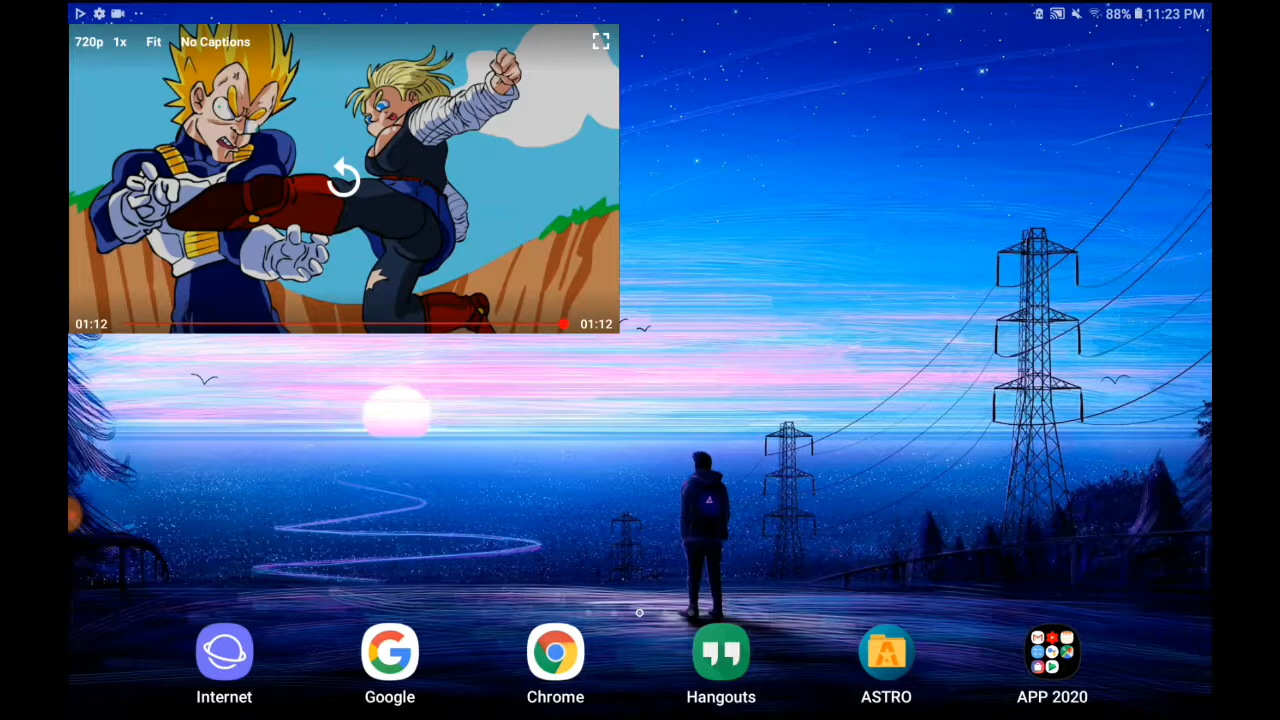 88% 11:23 PM
720p 1x Fit No Captions
01:12 01:12
Internet Google Chrome Hangouts ASTRO APP 2020